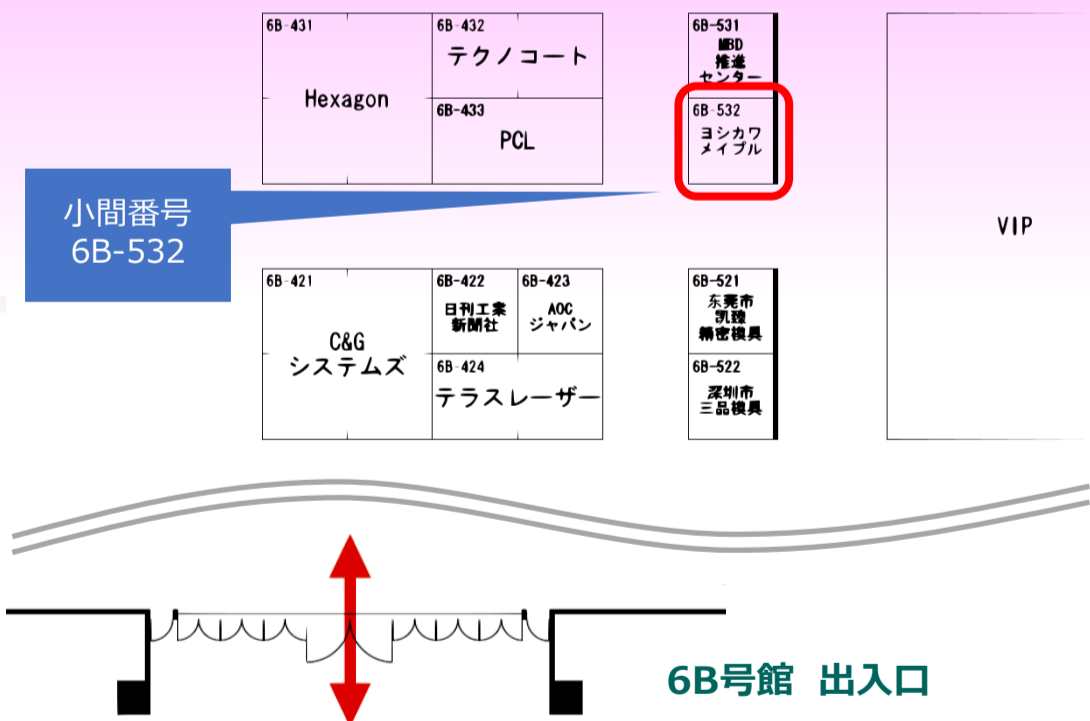 6B-431
Hexagon
6B-432
テクノコート
6B-433
PCL
6B-531
MBD
推進
センター
6B-532
ヨシカワ
メイプル
VIP
小間番号
6B-532
6B-421
C&G
システムズ
6B-422
日刊工業
新聞社
6B-423
AOC
ジャパン
6B-424
テラスレーザー
6B-521
东莞市
凯臻
精密模具
6B-522
深圳市
三品模具
6B号館 出入口